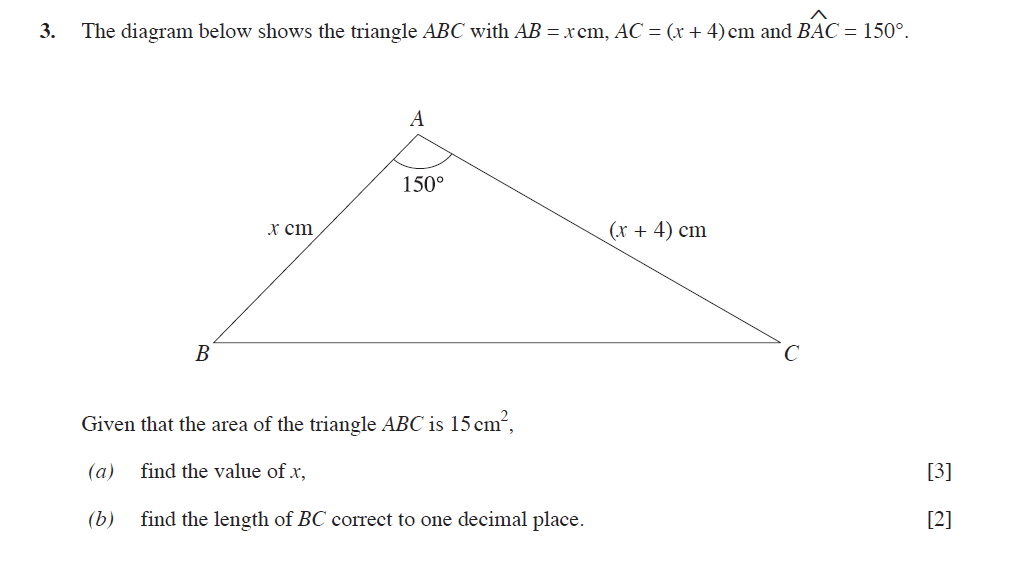 3. The diagram below shows the triangle ABC with AB = x cm, AC = (x + 4) cm and BÂC = 150°.
A
150°
x cm
(x + 4) cm
B
C
Given that the area of the triangle ABC is 15 cm²,
(a) find the value of x, [3]
(b) find the length of BC correct to one decimal place. [2]